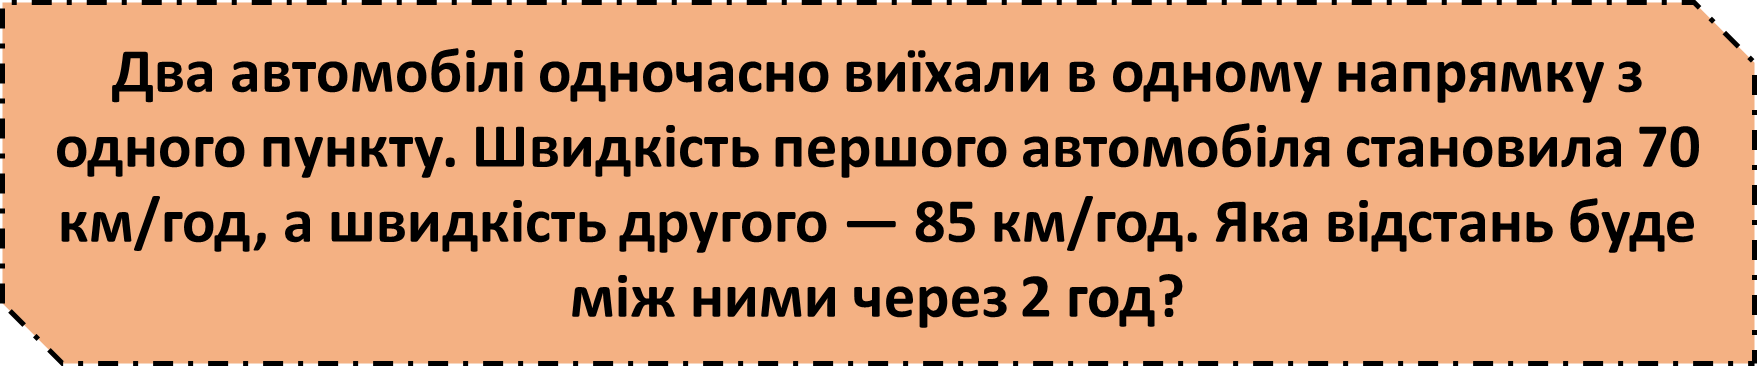 Два автомобілі одночасно виїхали в одному напрямку з
одного пункту. Швидкість першого автомобіля становила 70
км/год, а швидкість другого — 85 км/год. Яка відстань буде
між ними через 2 год?